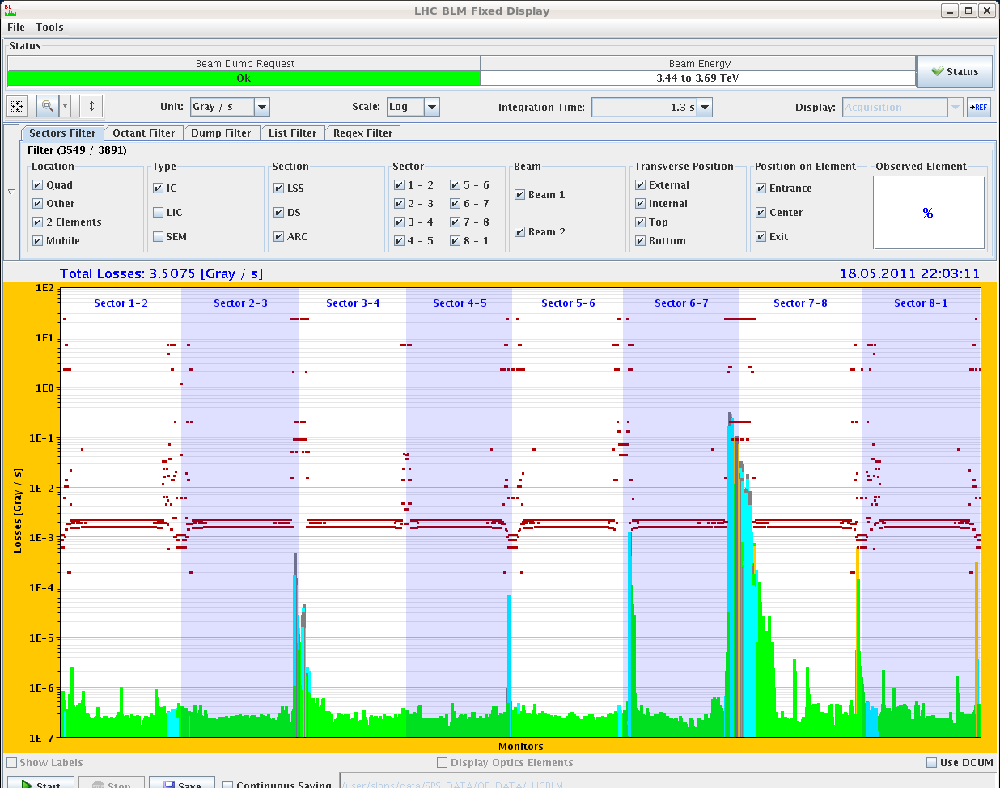 BL
LHC BLM Fixed Display
File Tools
Status
Beam Dump Request Beam Energy
Ok 3.44 to 3.69 TeV
Status
Unit: Gray / s Scale: Log Integration Time: 1.3 s Display: Acquisition →REF
Sectors Filter Octant Filter Dump Filter List Filter Regex Filter
Filter (3549 / 3891)
Location Type Section Sector Beam Transverse Position Position on Element Observed Element
Quad IC LSS 1 - 2 5 - 6 Beam 1 External Entrance
Other LIC DS 2 - 3 6 - 7 Internal Center %
2 Elements SEM ARC 3 - 4 7 - 8 Beam 2 Top Exit
Mobile 4 - 5 8 - 1 Bottom
Total Losses: 3.5075 [Gray / s] 18.05.2011 22:03:11
1E2
Sector 1-2 Sector 2-3 Sector 3-4 Sector 4-5 Sector 5-6 Sector 6-7 Sector 7-8 Sector 8-1
1E1
1E0
1E-1
1E-2
1E-3
1E-4
1E-5
1E-6
1E-7
Losses [Gray / s]
Monitors
Show Labels Display Optics Elements Use DCUM
Start Stop Save Continuous Saving /user/slops/data/SPS_DATA/OP_DATA/LHCBLM